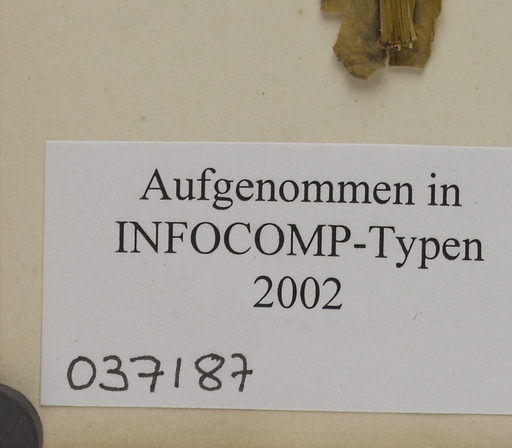 Aufgenommen in
INFOCOMP-Typen
2002
037187